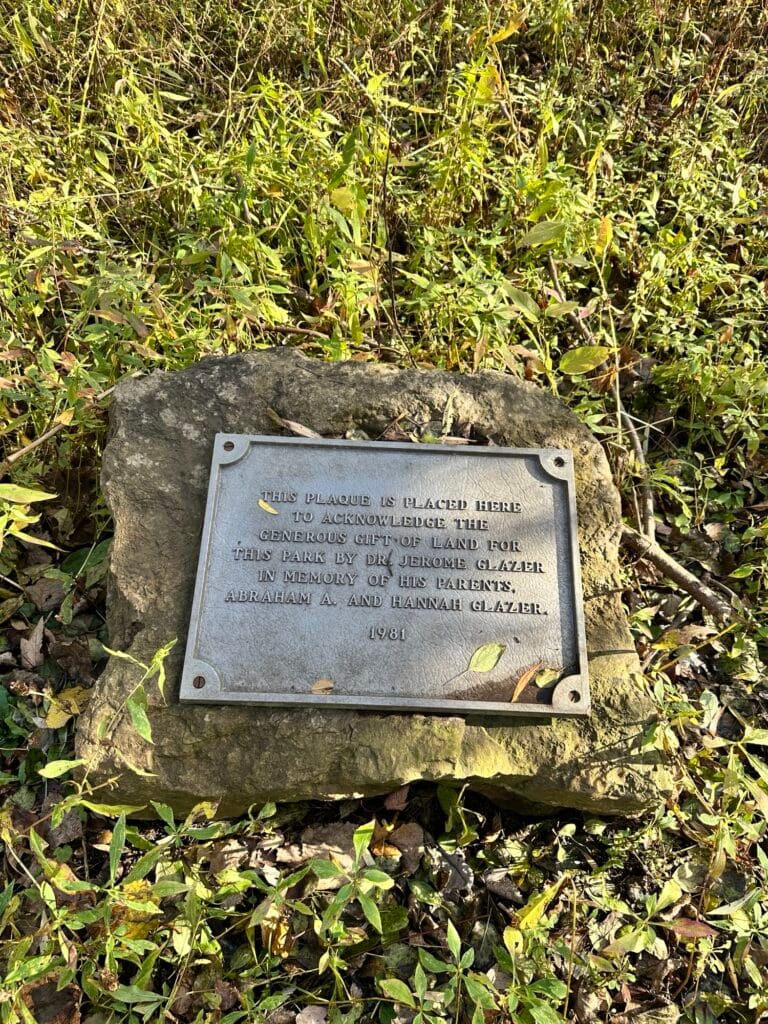 THIS PLAQUE IS PLACED HERE
TO ACKNOWLEDGE THE
GENEROUS GIFT OF LAND FOR
THIS PARK BY DR. JEROME GLAZER
IN MEMORY OF HIS PARENTS,
ABRAHAM A. AND HANNAH GLAZER.
1981